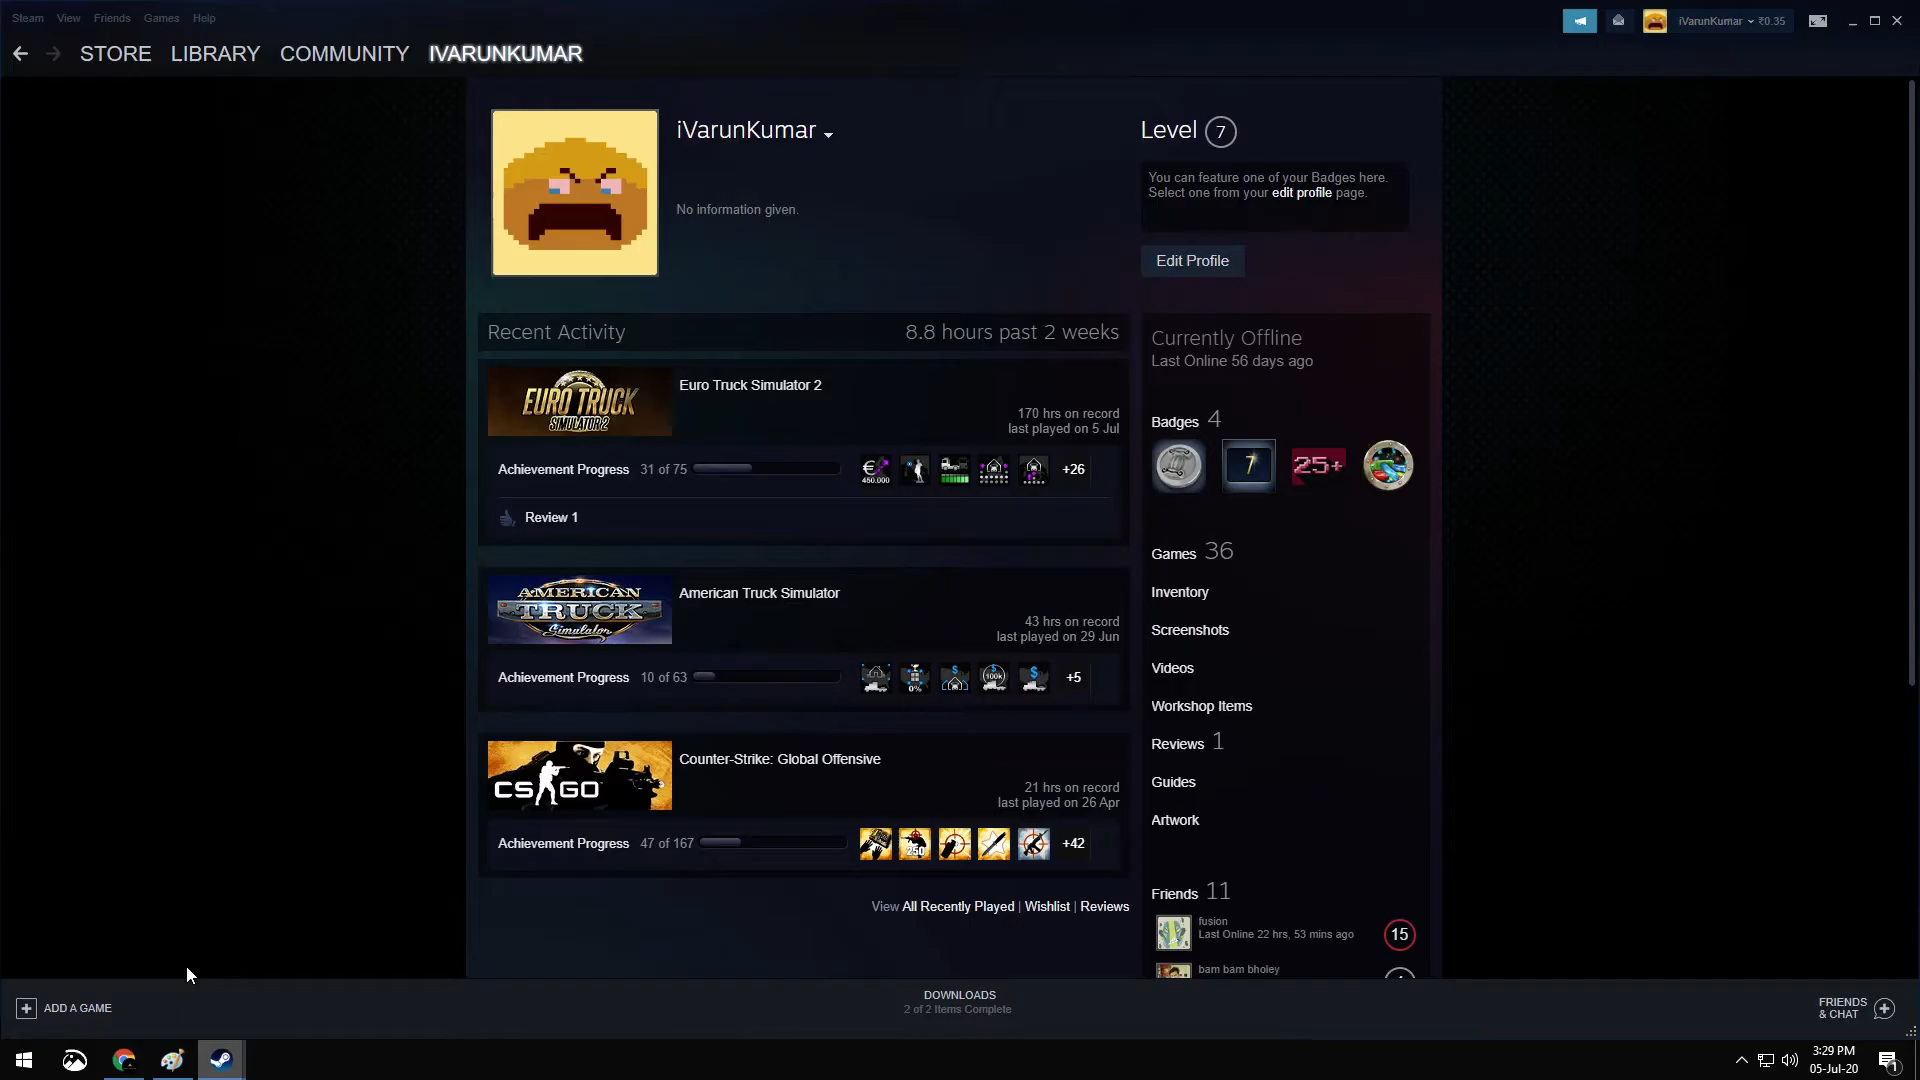 Steam View Friends Games Help
iVarunKumar ₹0.35
STORE LIBRARY COMMUNITY IVARUNKUMAR
iVarunKumar
No information given.
Level 7
You can feature one of your Badges here.
Select one from your edit profile page.
Edit Profile
Recent Activity 8.8 hours past 2 weeks
EURO TRUCK
SIMULATOR 2
Euro Truck Simulator 2
170 hrs on record
last played on 5 Jul
Achievement Progress 31 of 75
€
450.000
+26
Review 1
AMERICAN
TRUCK
Simulator
American Truck Simulator
43 hrs on record
last played on 29 Jun
Achievement Progress 10 of 63
0%
$
$
100k
$
+5
CS GO
Counter-Strike: Global Offensive
21 hrs on record
last played on 26 Apr
Achievement Progress 47 of 167
250
+42
View All Recently Played | Wishlist | Reviews
Currently Offline
Last Online 56 days ago
Badges 4
7
25+
Games 36
Inventory
Screenshots
Videos
Workshop Items
Reviews 1
Guides
Artwork
Friends 11
fusion
Last Online 22 hrs, 53 mins ago
15
bam bam bholey
ADD A GAME
DOWNLOADS
2 of 2 Items Complete
FRIENDS
& CHAT
3:29 PM
05-Jul-20
1